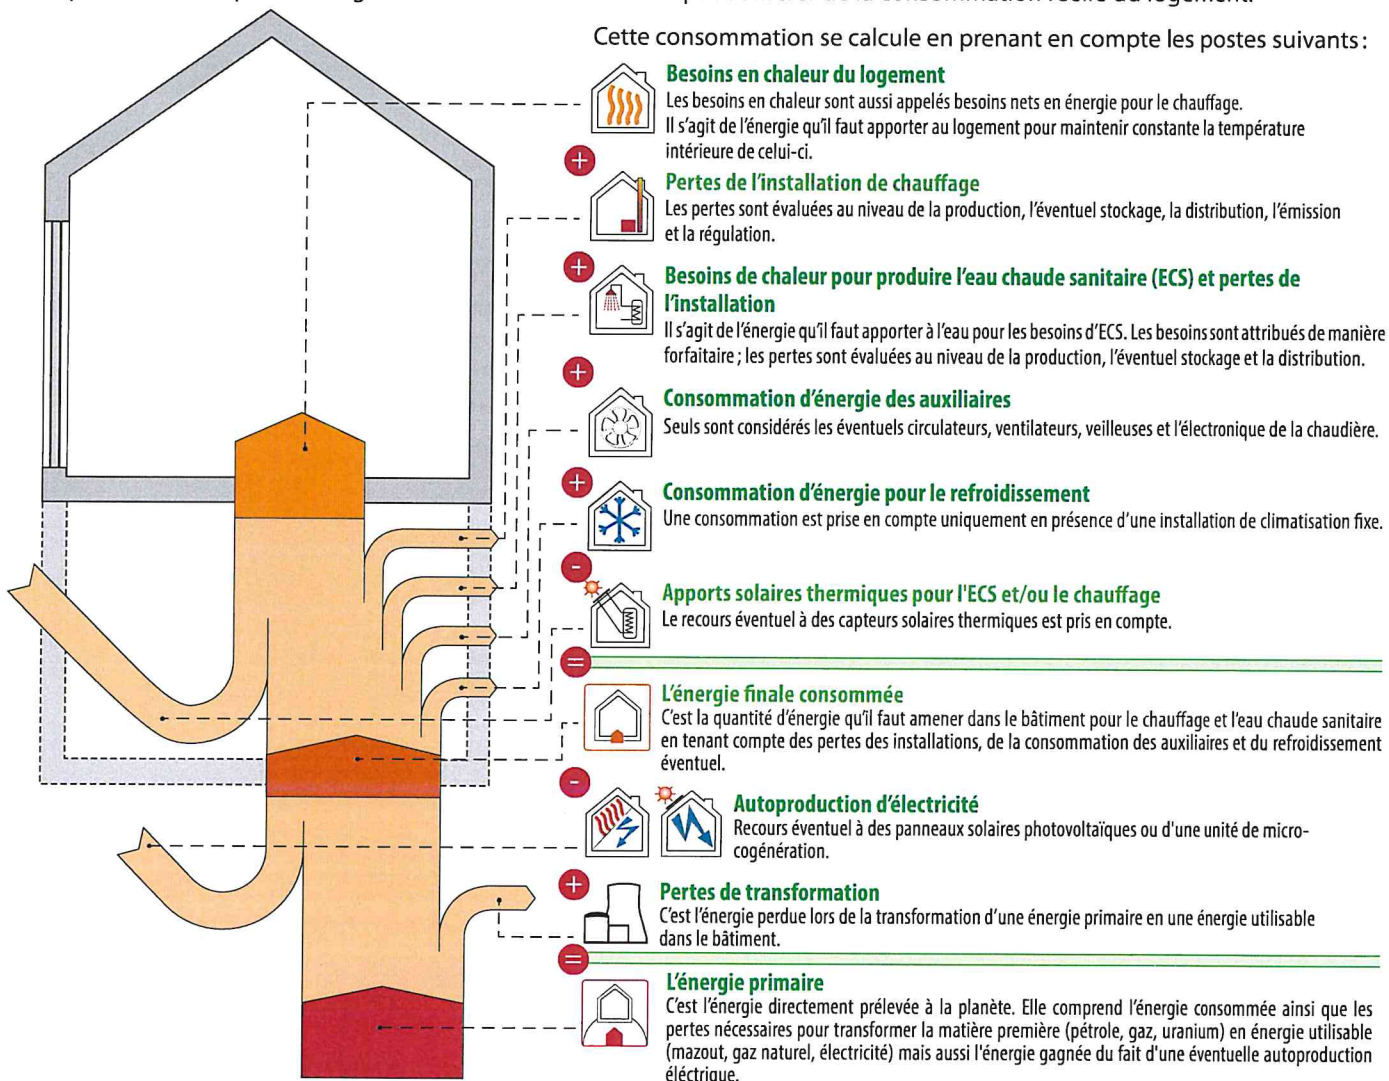 Cette consommation se calcule en prenant en compte les postes suivants :
Besoins en chaleur du logement
Les besoins en chaleur sont aussi appelés besoins nets en énergie pour le chauffage.
Il s'agit de l'énergie qu'il faut apporter au logement pour maintenir constante la température
intérieure de celui-ci.
+
Pertes de l'installation de chauffage
Les pertes sont évaluées au niveau de la production, l'éventuel stockage, la distribution, l'émission
et la régulation.
+
Besoins de chaleur pour produire l'eau chaude sanitaire (ECS) et pertes de
l'installation
Il s'agit de l'énergie qu'il faut apporter à l'eau pour les besoins d'ECS. Les besoins sont attribués de manière
forfaitaire ; les pertes sont évaluées au niveau de la production, l'éventuel stockage et la distribution.
+
Consommation d'énergie des auxiliaires
Seuls sont considérés les éventuels circulateurs, ventilateurs, veilleuses et l'électronique de la chaudière.
+
Consommation d'énergie pour le refroidissement
Une consommation est prise en compte uniquement en présence d'une installation de climatisation fixe.
-
Apports solaires thermiques pour l'ECS et/ou le chauffage
Le recours éventuel à des capteurs solaires thermiques est pris en compte.
=
L'énergie finale consommée
C'est la quantité d'énergie qu'il faut amener dans le bâtiment pour le chauffage et l'eau chaude sanitaire
en tenant compte des pertes des installations, de la consommation des auxiliaires et du refroidissement
éventuel.
-
Autoproduction d'électricité
Recours éventuel à des panneaux solaires photovoltaïques ou d'une unité de micro-
cogénération.
+
Pertes de transformation
C'est l'énergie perdue lors de la transformation d'une énergie primaire en une énergie utilisable
dans le bâtiment.
=
L'énergie primaire
C'est l'énergie directement prélevée à la planète. Elle comprend l'énergie consommée ainsi que les
pertes nécessaires pour transformer la matière première (pétrole, gaz, uranium) en énergie utilisable
(mazout, gaz naturel, électricité) mais aussi l'énergie gagnée du fait d'une éventuelle autoproduction
éléctrique.